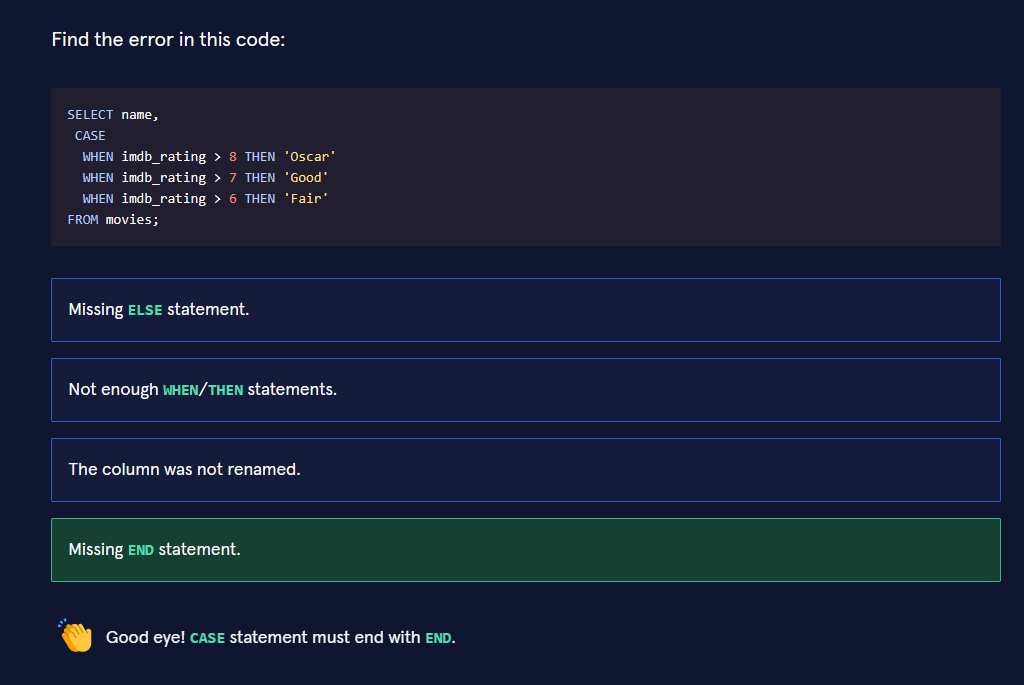 Find the error in this code:
SELECT name,
CASE
WHEN imdb_rating > 8 THEN 'Oscar'
WHEN imdb_rating > 7 THEN 'Good'
WHEN imdb_rating > 6 THEN 'Fair'
FROM movies;
Missing ELSE statement.
Not enough WHEN/THEN statements.
The column was not renamed.
Missing END statement.
Good eye! CASE statement must end with END.